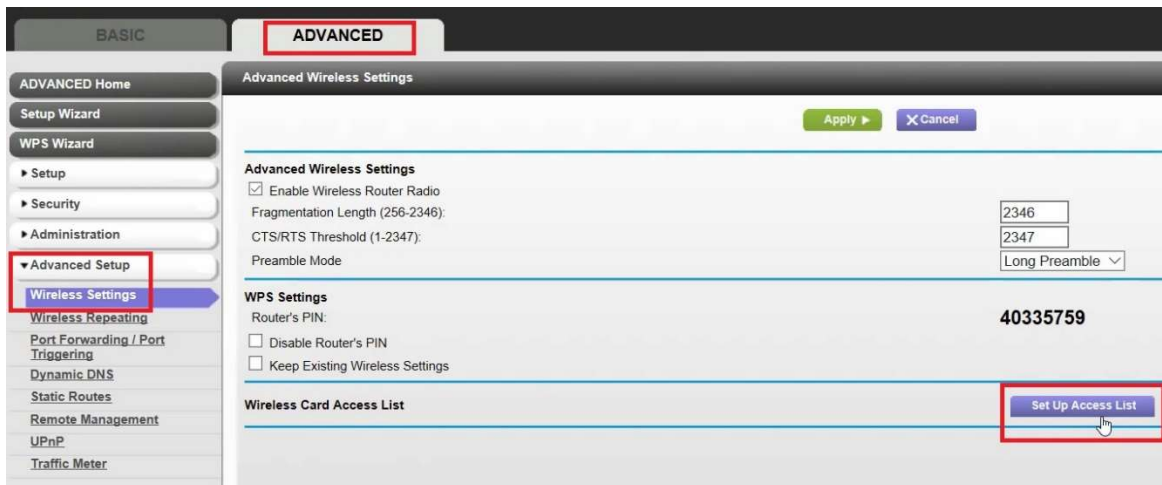 BASIC
ADVANCED
ADVANCED Home
Setup Wizard
WPS Wizard
Setup
Security
Administration
Advanced Setup
Wireless Settings
Wireless Repeating
Port Forwarding / Port
Triggering
Dynamic DNS
Static Routes
Remote Management
UPnP
Traffic Meter
Advanced Wireless Settings
Apply
X Cancel
Advanced Wireless Settings
Enable Wireless Router Radio
Fragmentation Length (256-2346): 2346
CTS/RTS Threshold (1-2347): 2347
Preamble Mode Long Preamble
WPS Settings
Router's PIN: 40335759
Disable Router's PIN
Keep Existing Wireless Settings
Wireless Card Access List Set Up Access List